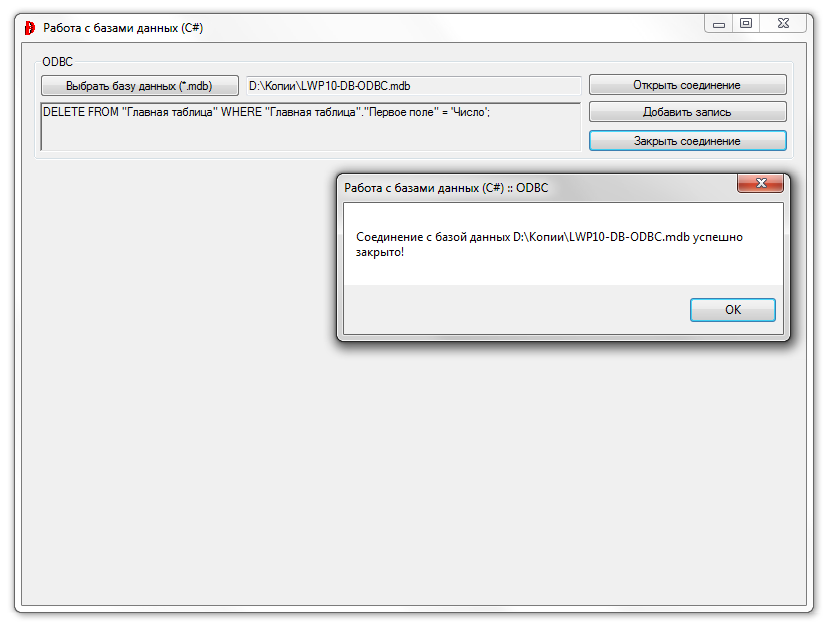 Работа с базами данных (C#)
ODBC
Выбрать базу данных (*.mdb)
D:\Копии\LWP10-DB-ODBC.mdb
Открыть соединение
DELETE FROM "Главная таблица" WHERE "Главная таблица"."Первое поле" = 'Число';
Добавить запись
Закрыть соединение
Работа с базами данных (C#) :: ODBC
Соединение с базой данных D:\Копии\LWP10-DB-ODBC.mdb успешно
закрыто!
OK